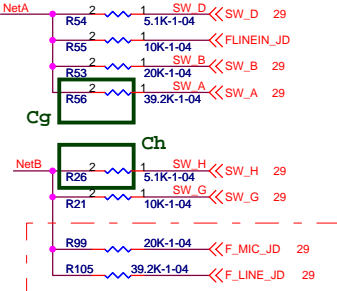 NetA 2 1 SW_D SW_D 29
R54 5.1K-1-04
2 1 FLINEIN_JD
R55 10K-1-04
2 1 SW_B SW_B 29
R53 20K-1-04
2 1 SW_A SW_A 29
R56 39.2K-1-04
Cg
Ch
NetB 2 1 SW_H SW_H 29
R26 5.1K-1-04
2 1 SW_G SW_G 29
R21 10K-1-04
R99 20K-1-04 F_MIC_JD 29
R105 39.2K-1-04 F_LINE_JD 29